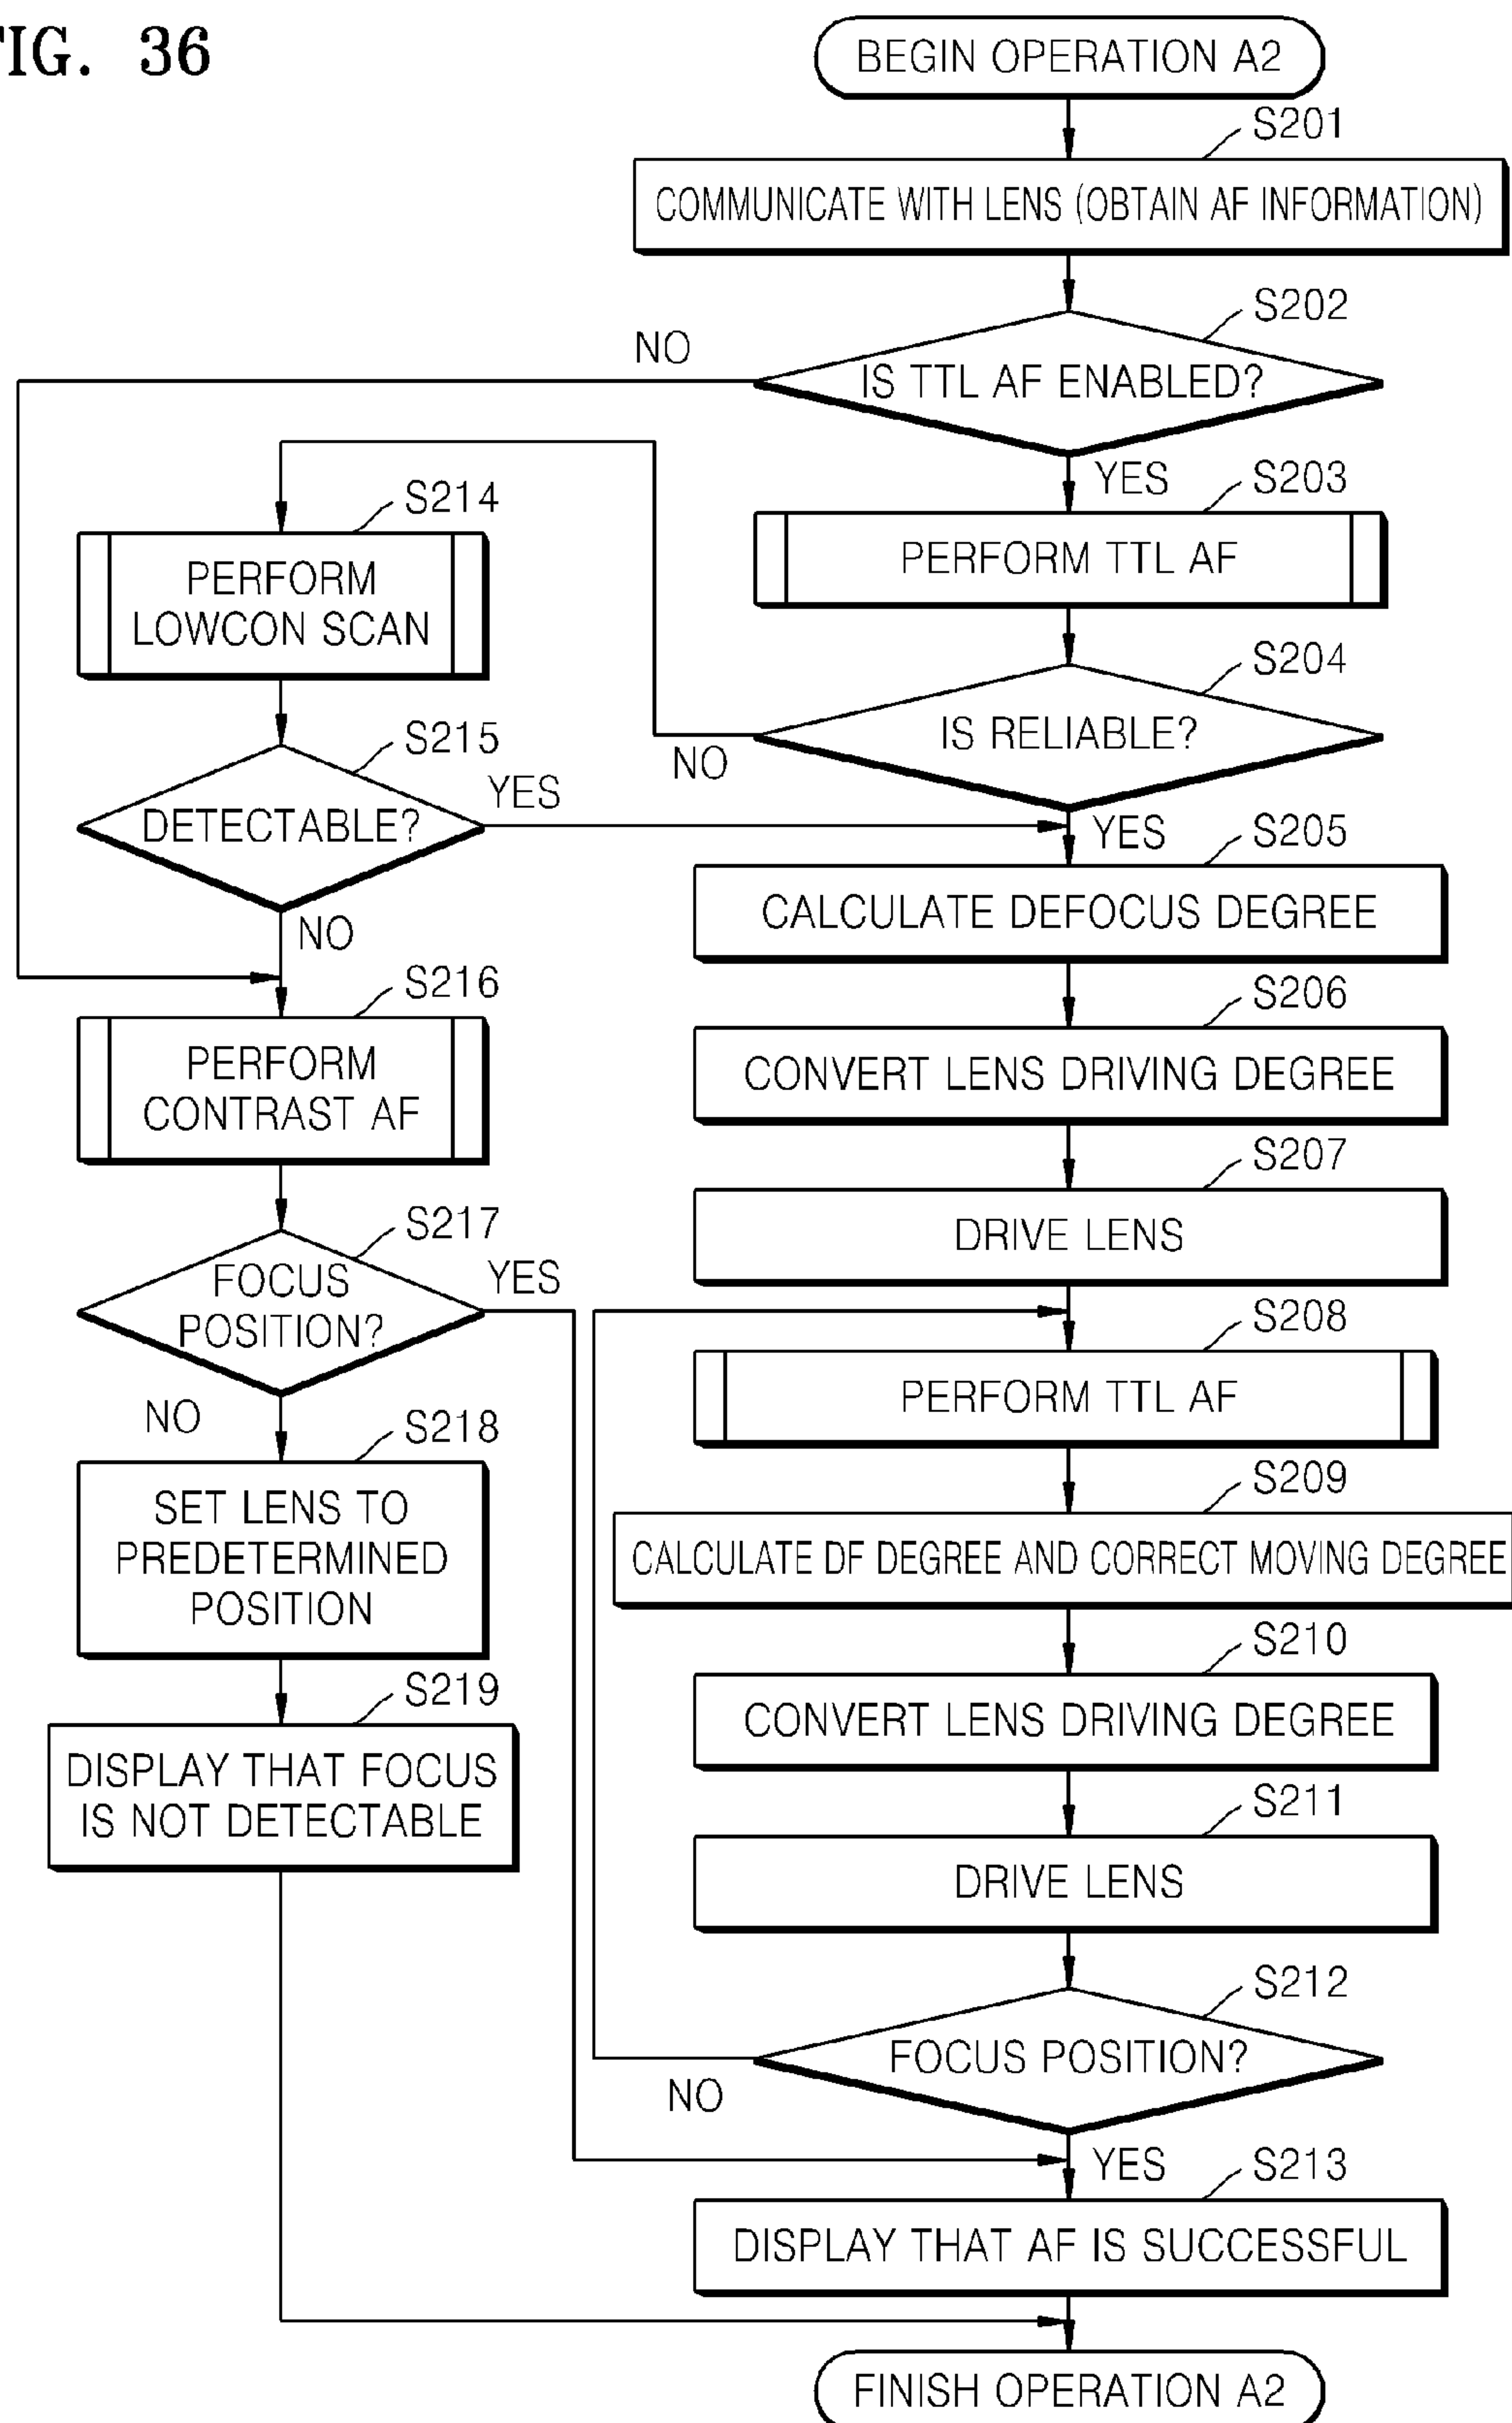 FIG. 36
BEGIN OPERATION A2
S201
COMMUNICATE WITH LENS (OBTAIN AF INFORMATION)
S202
IS TTL AF ENABLED?
NO
YES
S203
PERFORM TTL AF
S204
IS RELIABLE?
NO
YES
S214
PERFORM
LOWCON SCAN
S215
DETECTABLE?
YES
NO
S205
CALCULATE DEFOCUS DEGREE
S206
CONVERT LENS DRIVING DEGREE
S207
DRIVE LENS
S208
PERFORM TTL AF
S209
CALCULATE DF DEGREE AND CORRECT MOVING DEGREE
S210
CONVERT LENS DRIVING DEGREE
S211
DRIVE LENS
S212
FOCUS POSITION?
NO
YES
S216
PERFORM
CONTRAST AF
S217
FOCUS
POSITION?
YES
NO
S218
SET LENS TO
PREDETERMINED
POSITION
S219
DISPLAY THAT FOCUS
IS NOT DETECTABLE
S213
DISPLAY THAT AF IS SUCCESSFUL
FINISH OPERATION A2